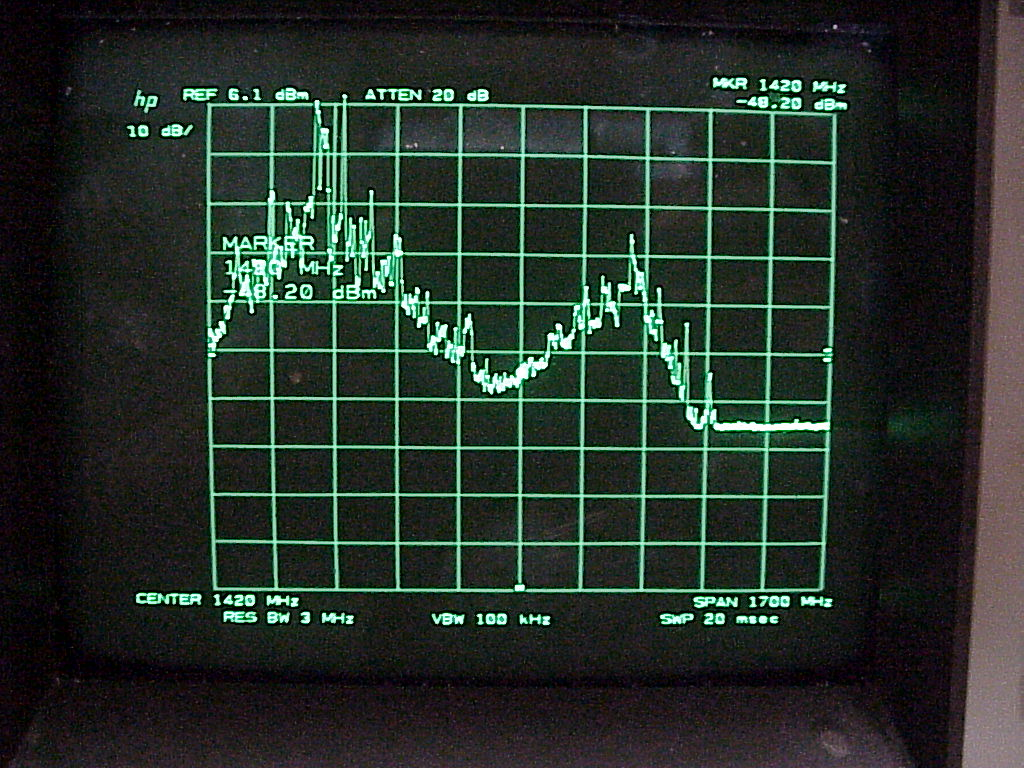 hp REF 6.1 dBm ATTEN 20 dB MKR 1420 MHz
10 dB/ -48.20 dBm
MARKER
1420 MHz
-48.20 dBm
CENTER 1420 MHz SPAN 1700 MHz
RES BW 3 MHz VBW 100 kHz SWP 20 msec